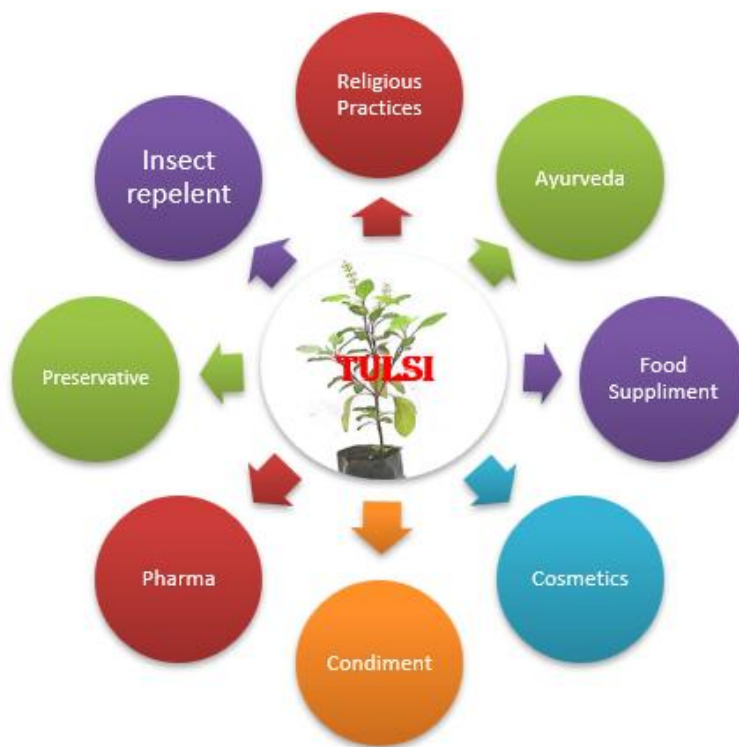 Religious
Practices
Insect
repelent
Ayurveda
TULSI
Preservative
Food
Suppliment
Pharma
Cosmetics
Condiment